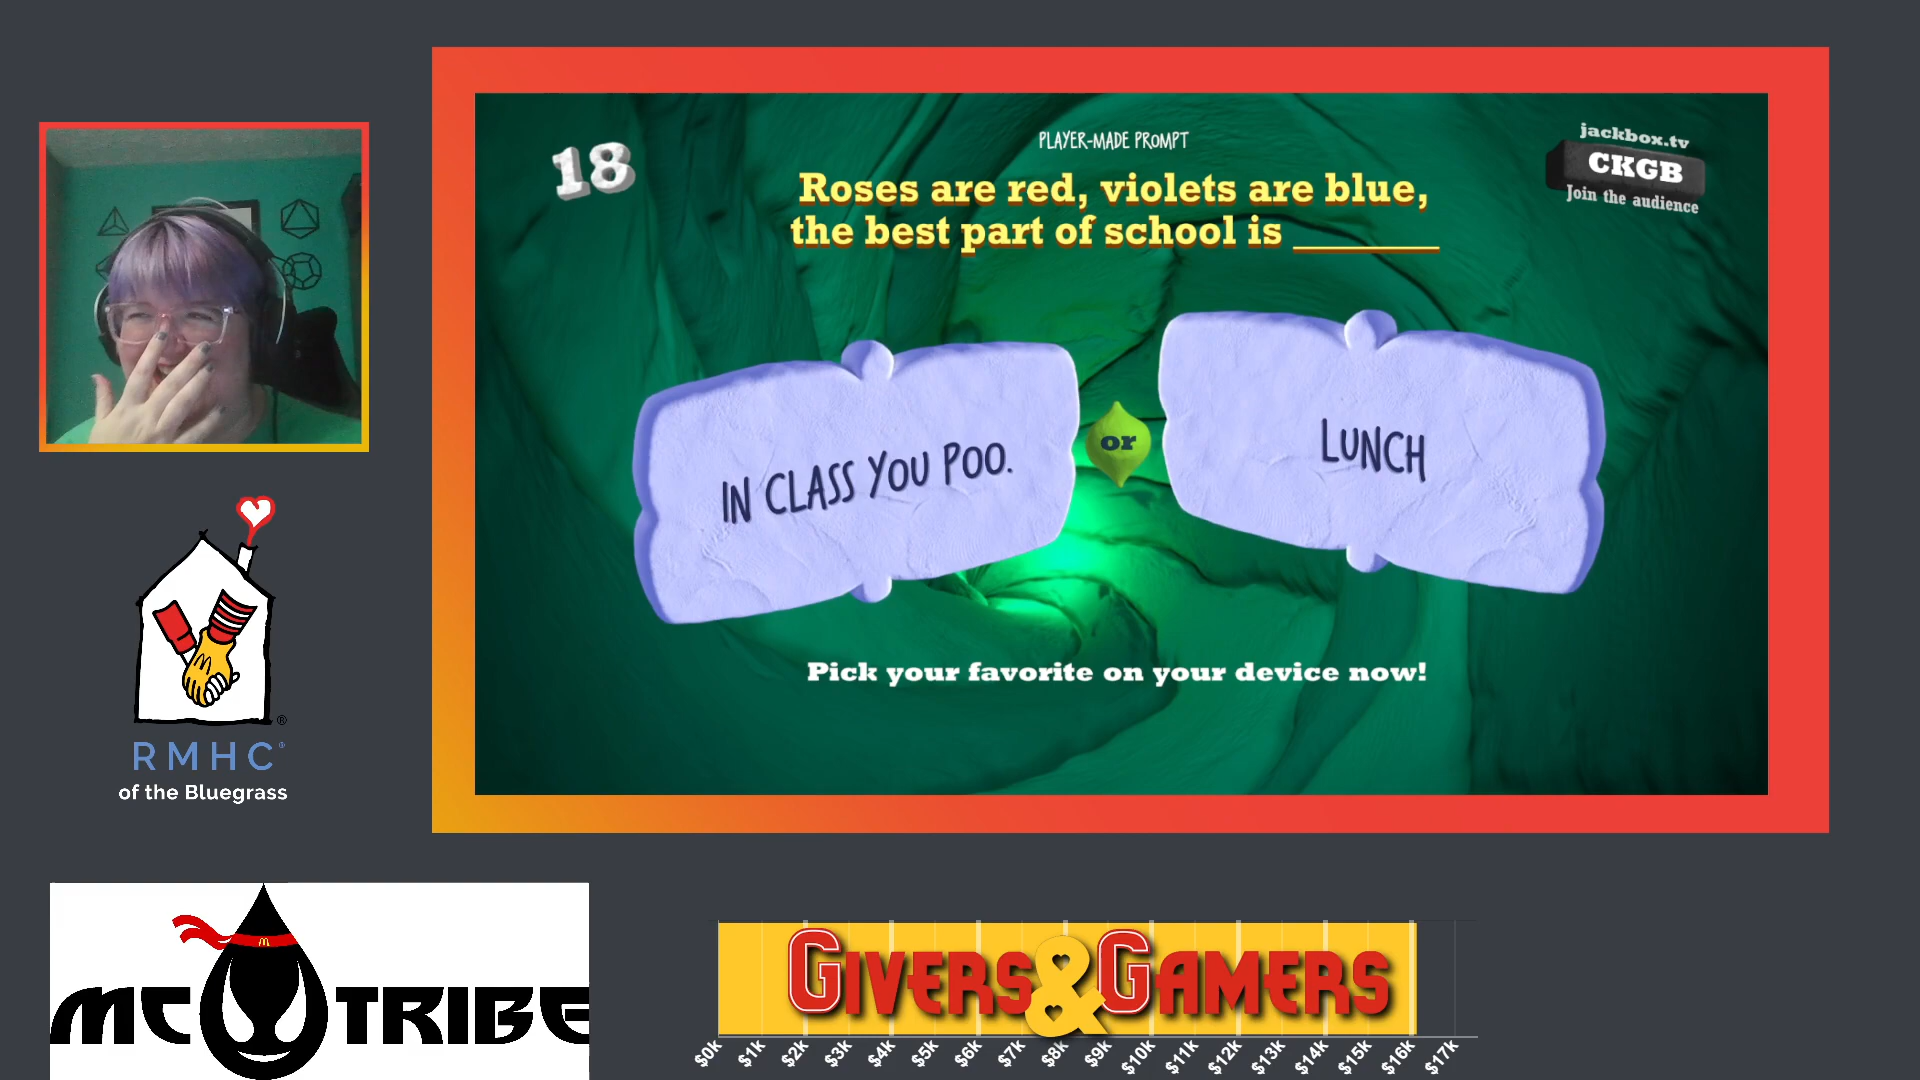 18
PLAYER-MADE PROMPT
Roses are red, violets are blue,
the best part of school is ______
jackbox.tv
CKGB
Join the audience
IN CLASS YOU POO.
or
LUNCH
Pick your favorite on your device now!
RMHC®
of the Bluegrass
MC TRIBE
GIVERS & GAMERS
$0k $1k $2k $3k $4k $5k $6k $7k $8k $9k $10k $11k $12k $13k $14k $15k $16k $17k